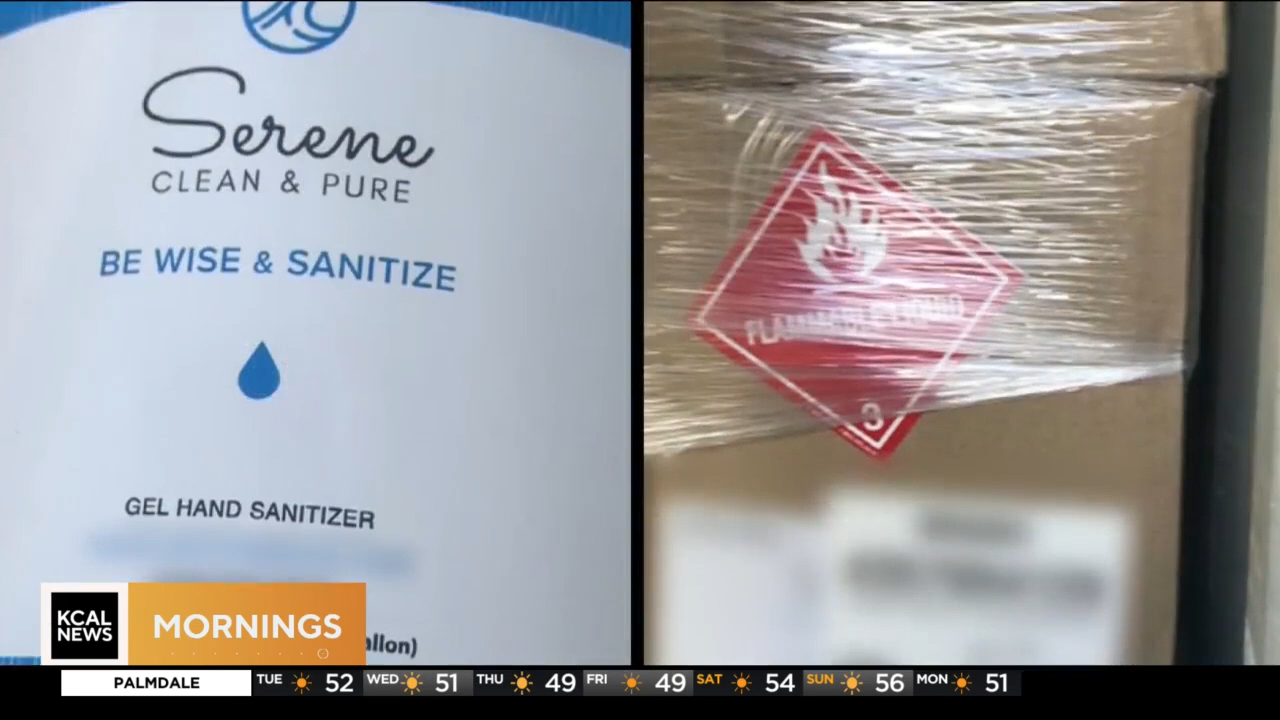 Serene
CLEAN & PURE
BE WISE & SANITIZE
GEL HAND SANITIZER
allon)
FLAMMABLE LIQUID
3
KCAL
NEWS
MORNINGS
PALMDALE
TUE 52 WED 51 THU 49 FRI 49 SAT 54 SUN 56 MON 51